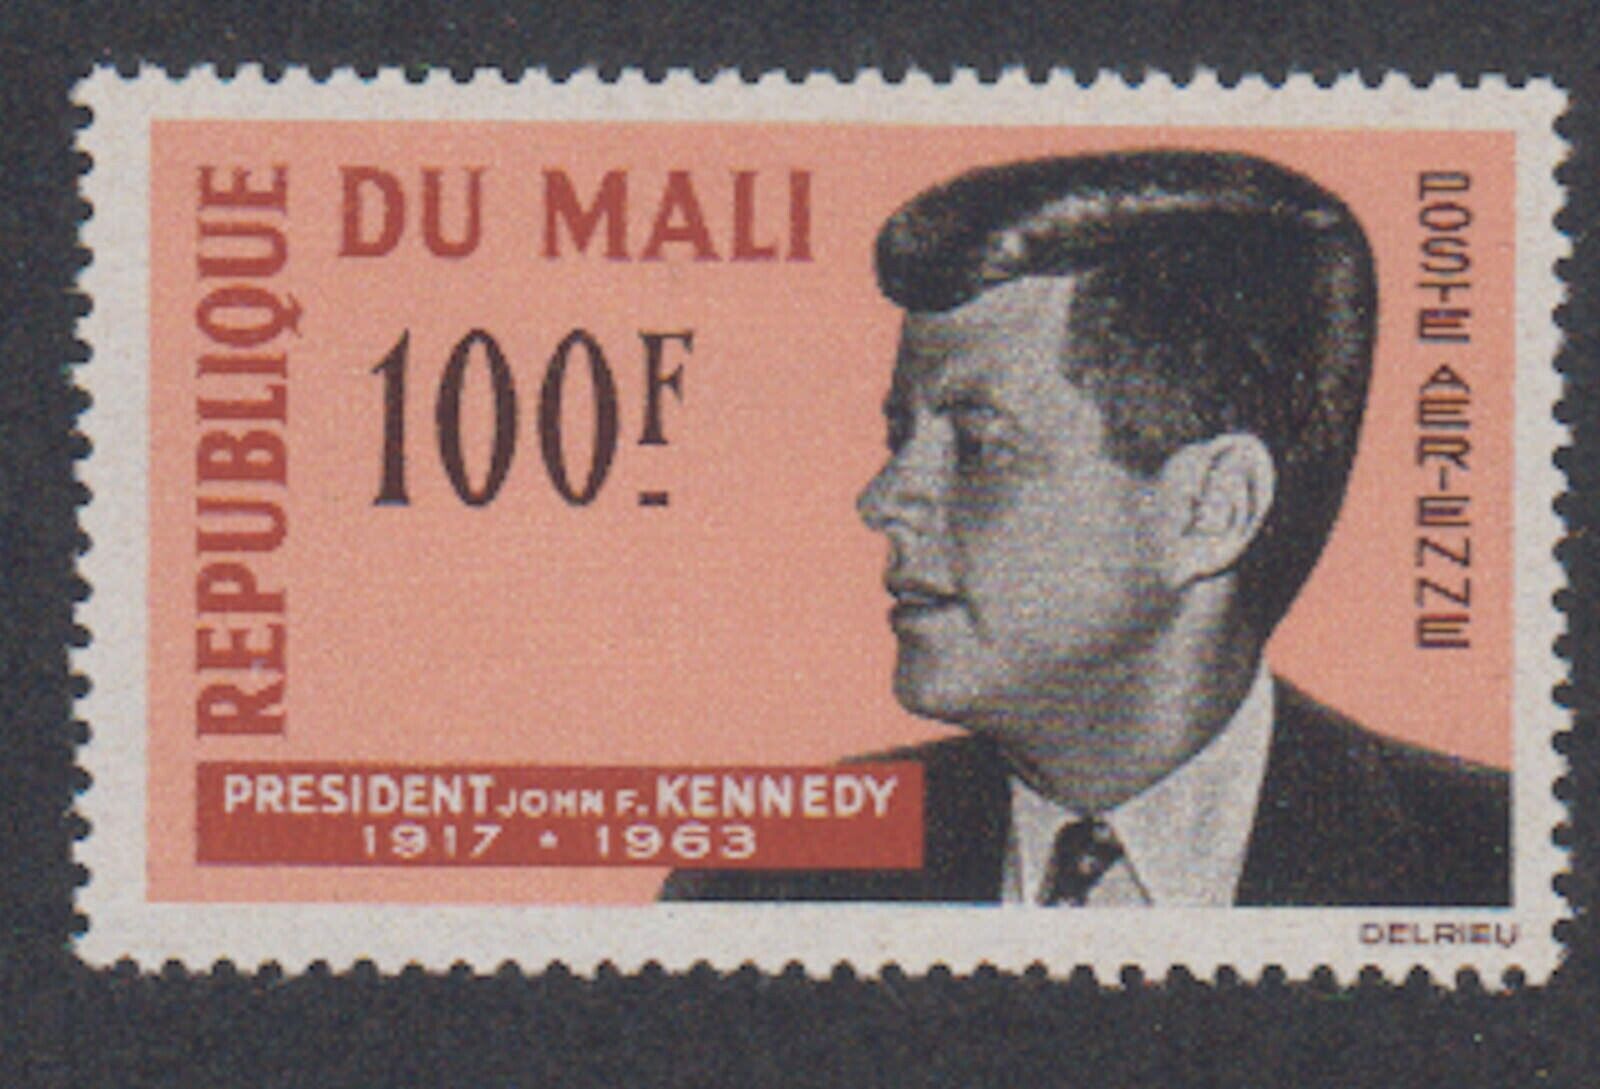 REPUBLIQUE
DU MALI
100F
POSTE AERIENNE
PRESIDENT JOHN F. KENNEDY
1917 • 1963
DELRIEU